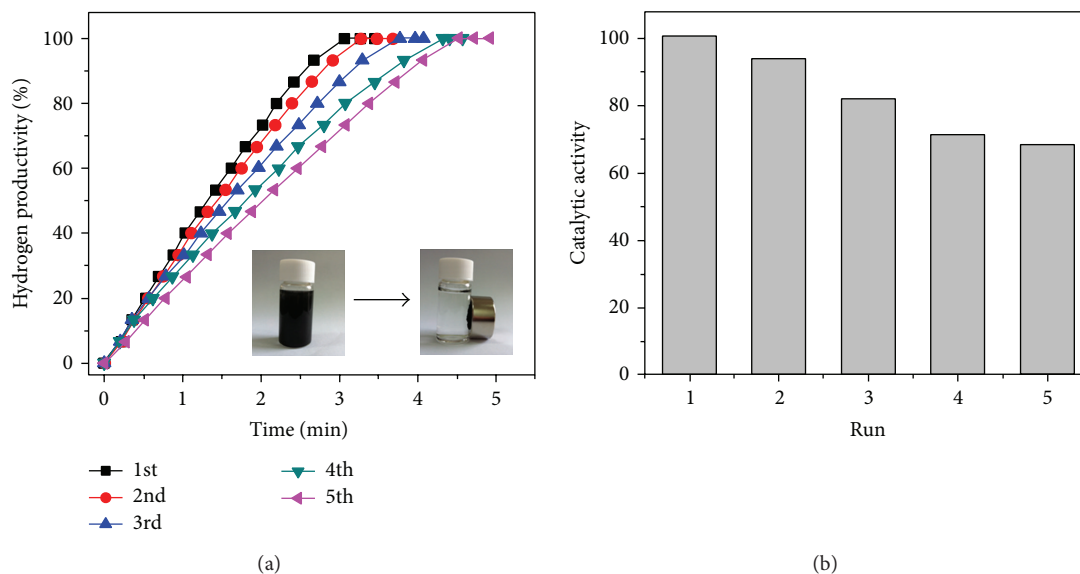 100
80
60
40
20
0
Hydrogen productivity (%)
0 1 2 3 4 5
Time (min)
1st
2nd
3rd
4th
5th
(a)
100
80
60
40
20
0
Catalytic activity
1 2 3 4 5
Run
(b)